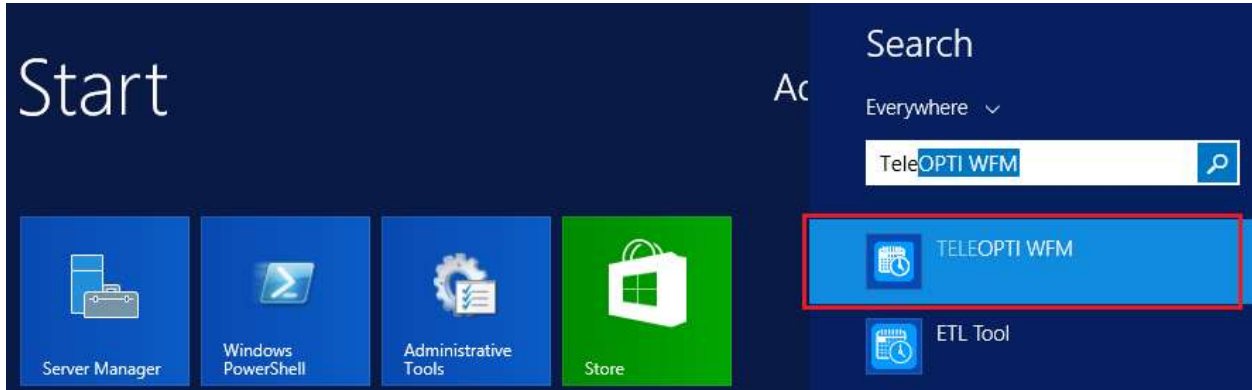 Start
Ac
Search
Everywhere
TeleOPTI WFM
TELEOPTI WFM
ETL Tool
Server Manager
Windows
PowerShell
Administrative
Tools
Store